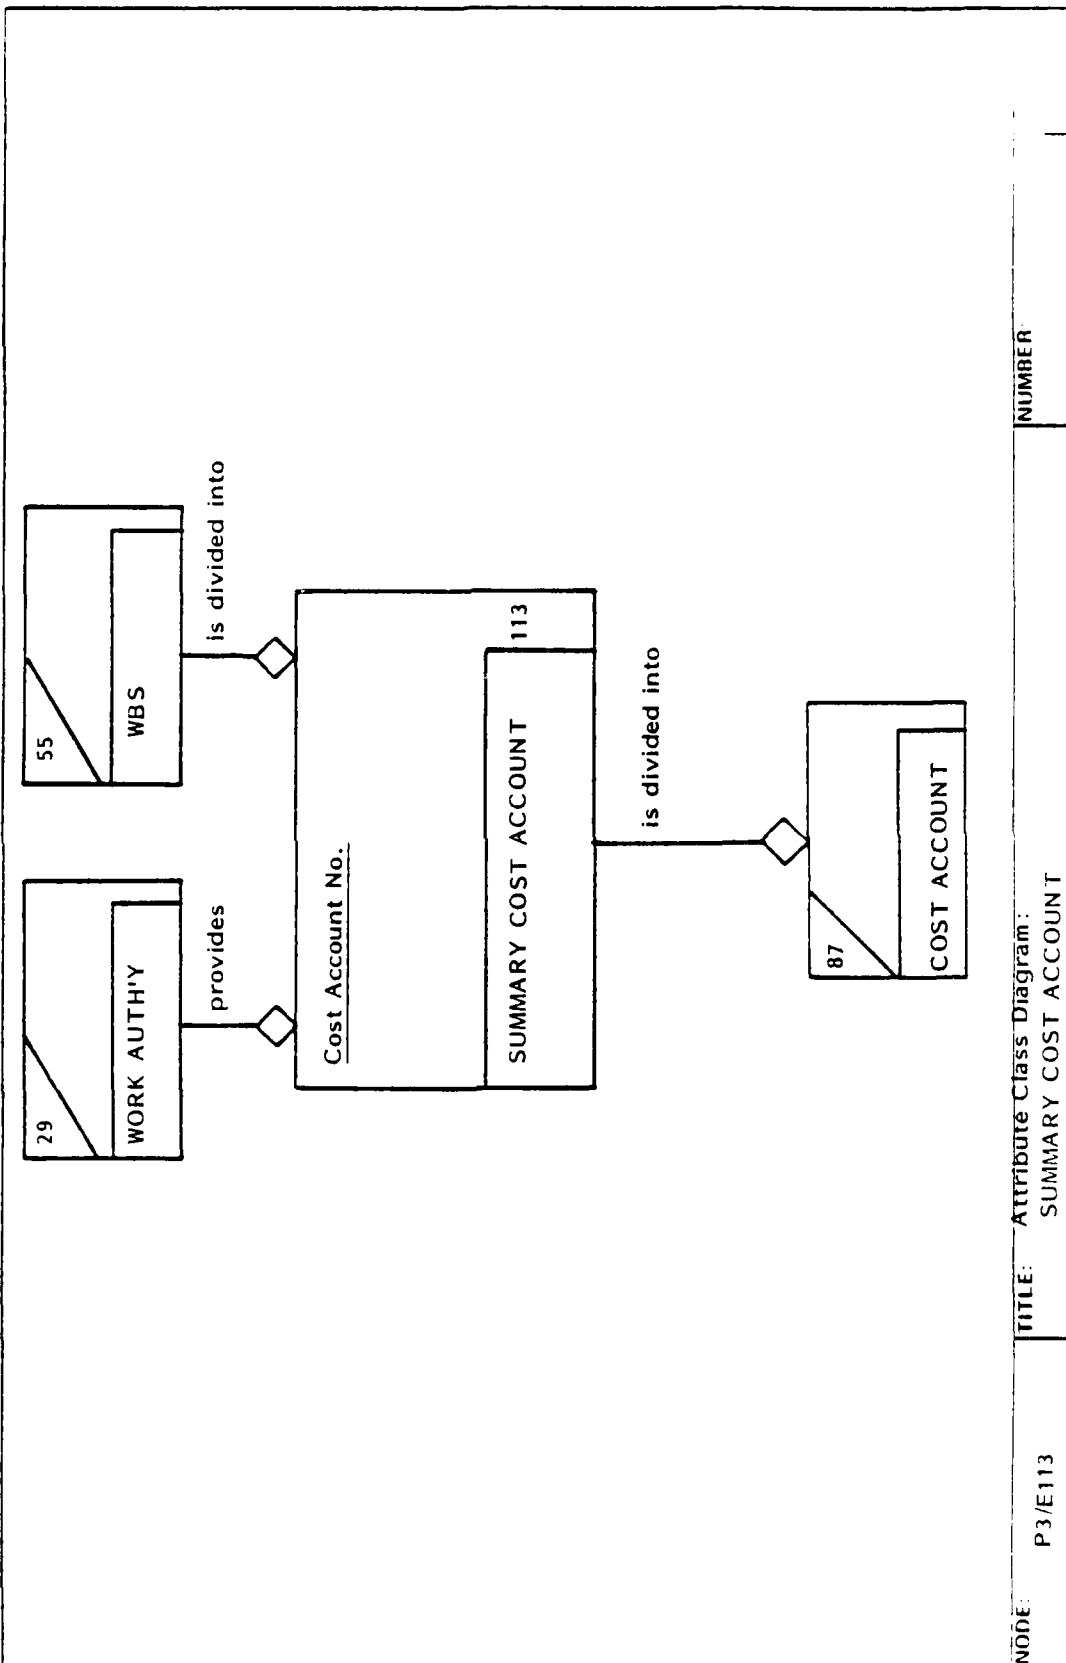 29
55
WORK AUTH'Y
WBS
provides
is divided into
Cost Account No.
SUMMARY COST ACCOUNT
113
is divided into
87
COST ACCOUNT
NODE:
P3/E113
TITLE: Attribute Class Diagram:
SUMMARY COST ACCOUNT
NUMBER